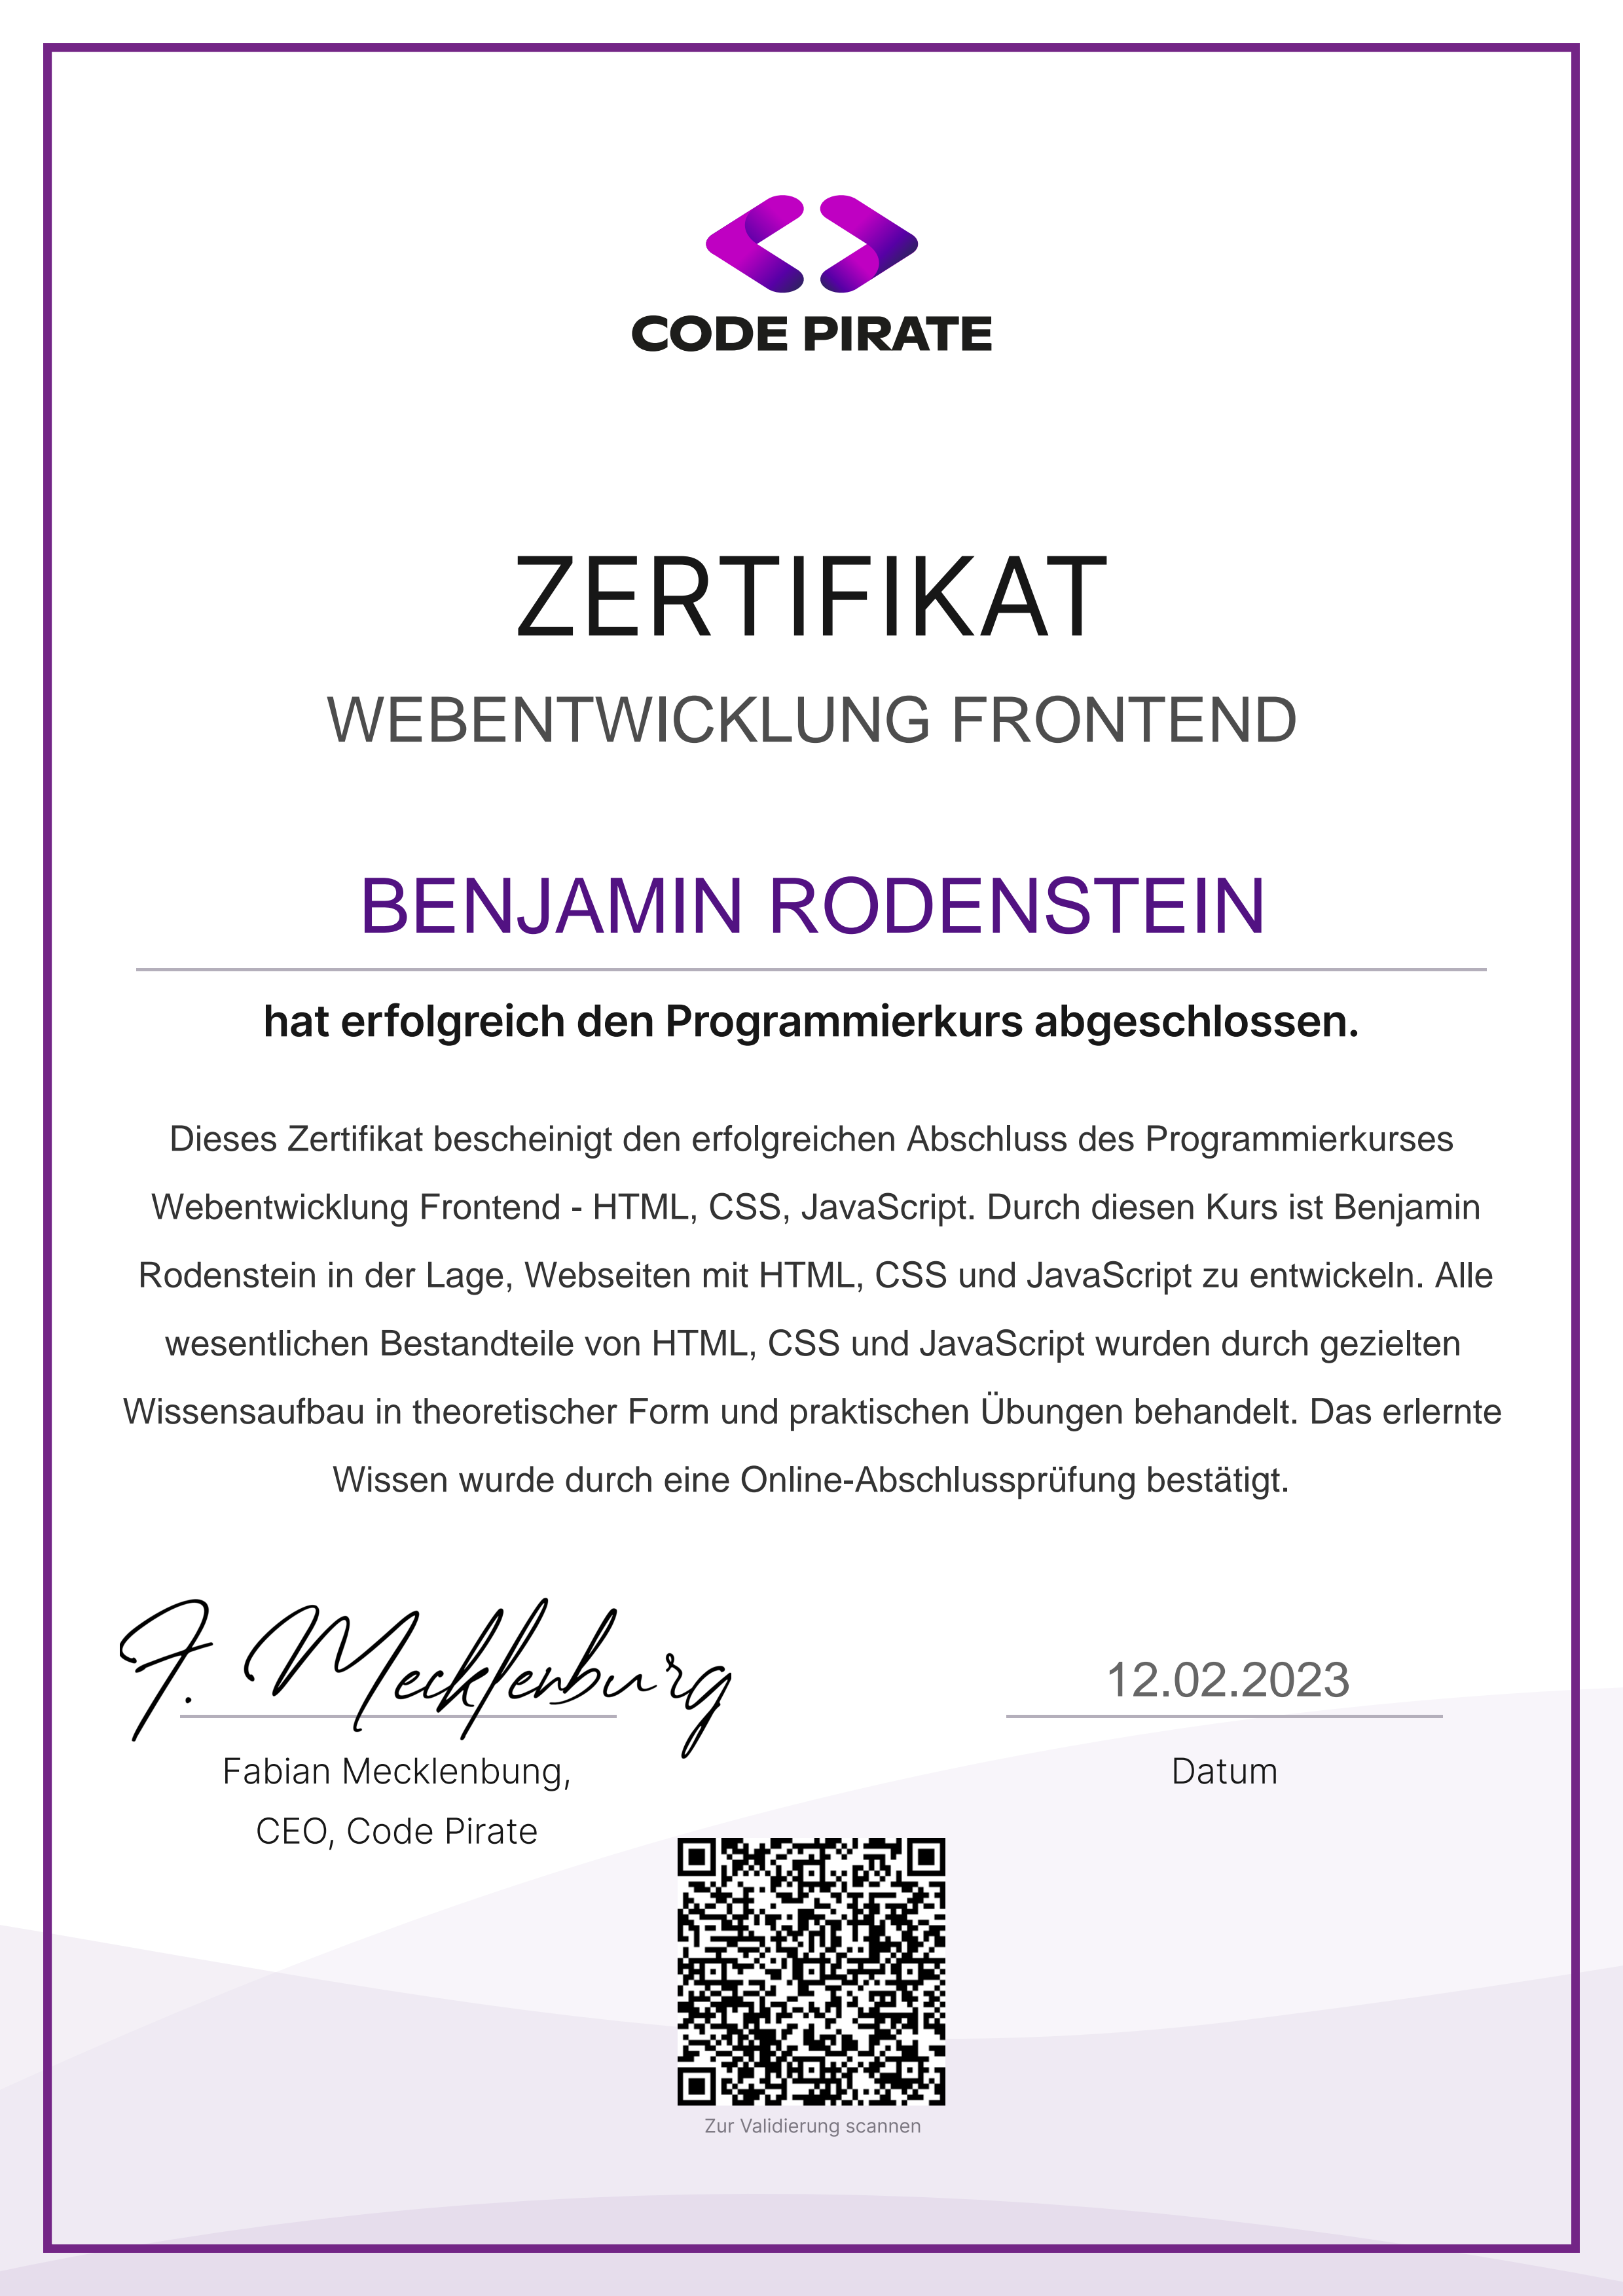 CODE PIRATE
ZERTIFIKAT
WEBENTWICKLUNG FRONTEND
BENJAMIN RODENSTEIN
hat erfolgreich den Programmierkurs abgeschlossen.
Dieses Zertifikat bescheinigt den erfolgreichen Abschluss des Programmierkurses
Webentwicklung Frontend - HTML, CSS, JavaScript. Durch diesen Kurs ist Benjamin
Rodenstein in der Lage, Webseiten mit HTML, CSS und JavaScript zu entwickeln. Alle
wesentlichen Bestandteile von HTML, CSS und JavaScript wurden durch gezielten
Wissensaufbau in theoretischer Form und praktischen Übungen behandelt. Das erlernte
Wissen wurde durch eine Online-Abschlussprüfung bestätigt.
F. Mecklenburg
Fabian Mecklenbung,
CEO, Code Pirate
12.02.2023
Datum
Zur Validierung scannen